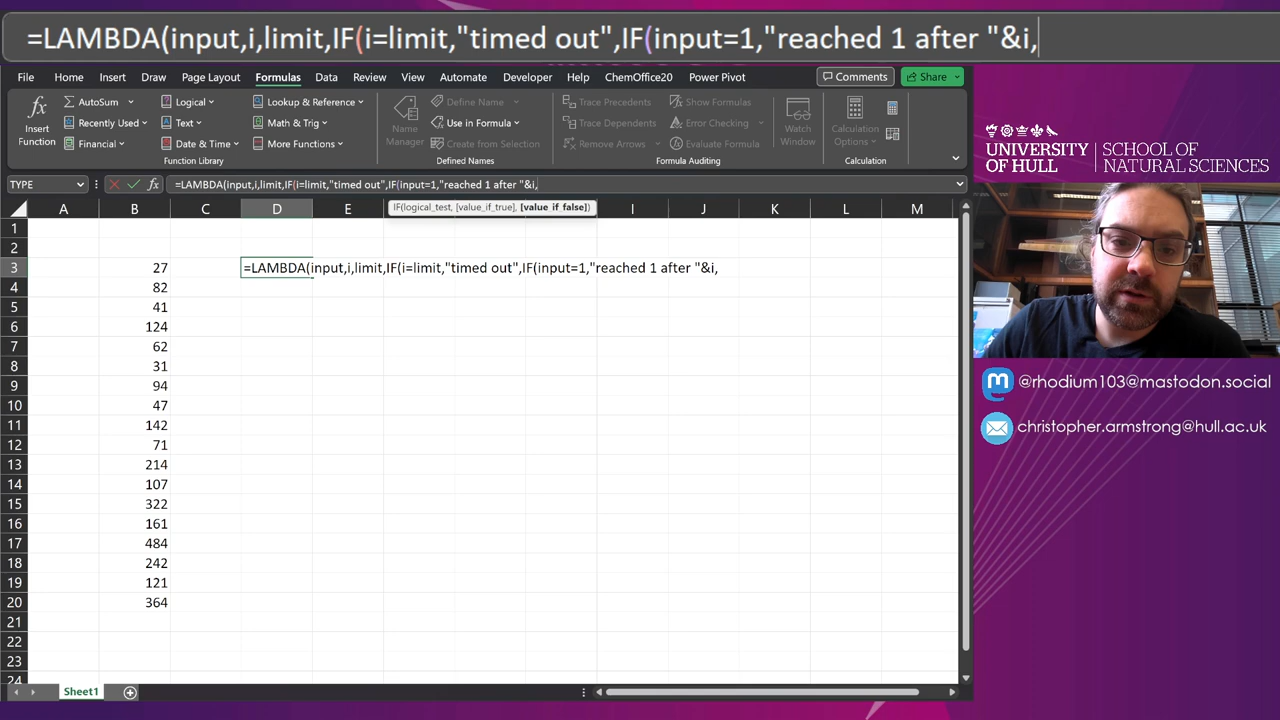 =LAMBDA(input,i,limit,IF(i=limit,"timed out",IF(input=1,"reached 1 after "&i,
File Home Insert Draw Page Layout Formulas Data Review View Automate Developer Help ChemOffice20 Power Pivot Comments Share
fx Insert Function
AutoSum
Recently Used
Financial
Logical
Text
Date & Time
Lookup & Reference
Math & Trig
More Functions
Function Library
Name Manager
Define Name
Use in Formula
Create from Selection
Defined Names
Trace Precedents
Trace Dependents
Remove Arrows
Show Formulas
Error Checking
Evaluate Formula
Formula Auditing
Watch Window
Calculation Options
Calculation
TYPE fx =LAMBDA(input,i,limit,IF(i=limit,"timed out",IF(input=1,"reached 1 after "&i,
IF(logical_test, [value_if_true], [value_if_false])
A B C D E I J K L M
1
2
3 27 =LAMBDA(input,i,limit,IF(i=limit,"timed out",IF(input=1,"reached 1 after "&i,
4 82
5 41
6 124
7 62
8 31
9 94
10 47
11 142
12 71
13 214
14 107
15 322
16 161
17 484
18 242
19 121
20 364
21
22
23
24
Sheet1
UNIVERSITY OF HULL
SCHOOL OF NATURAL SCIENCES
@rhodium103@mastodon.social
christopher.armstrong@hull.ac.uk